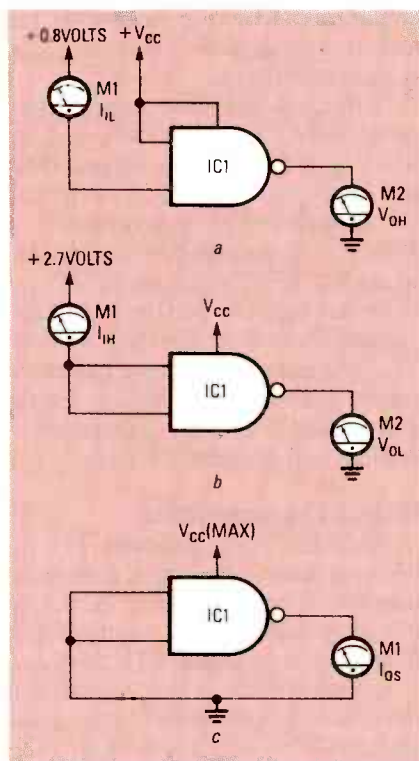 + 0.8VOLTS
+ VCC
M1
IIL
IC1
M2
VOH
a
+ 2.7VOLTS
M1
IIH
VCC
IC1
M2
VOL
b
VCC(MAX)
IC1
M1
IOS
c